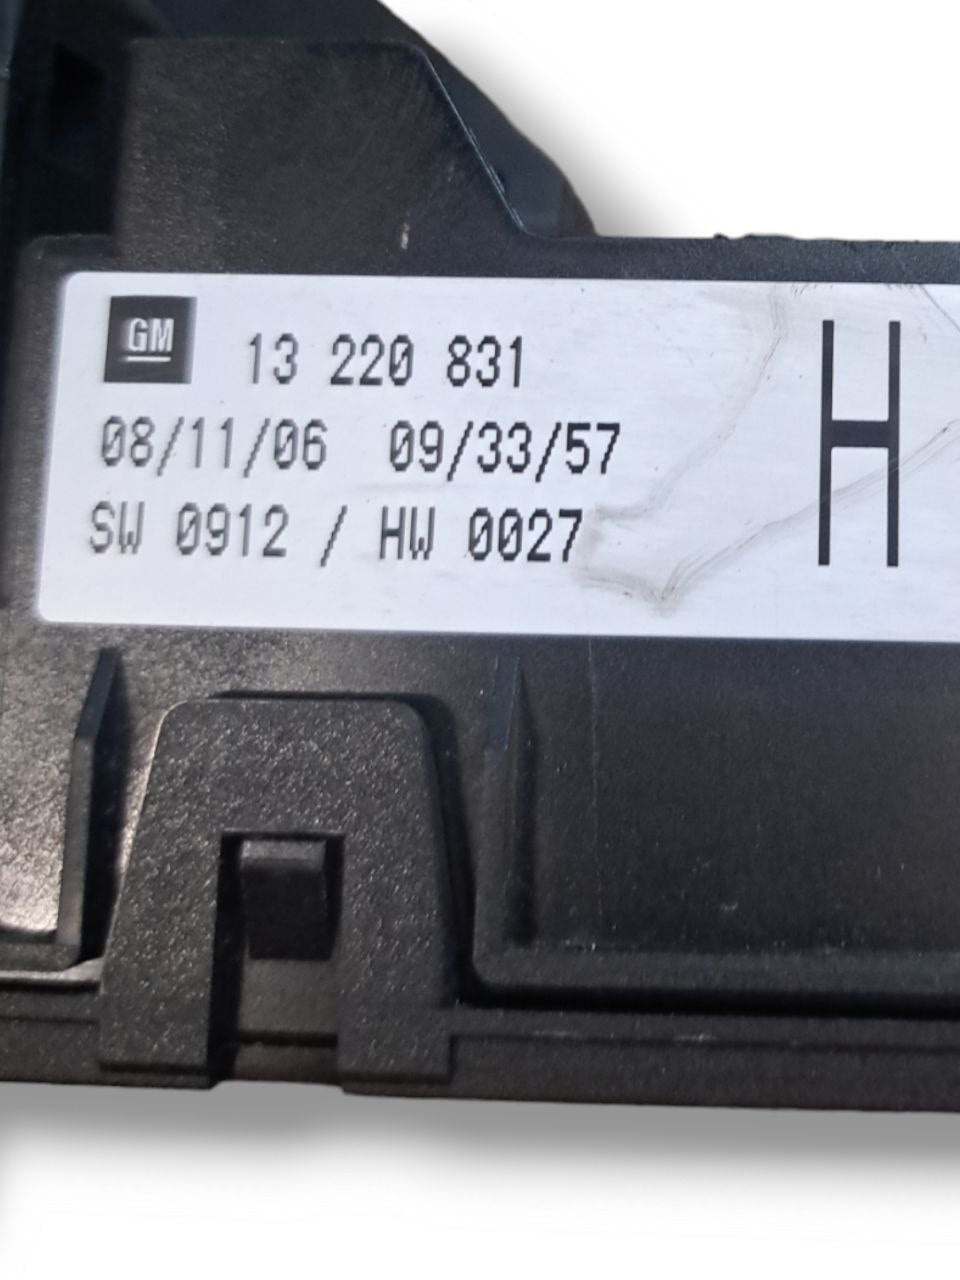 GM 13 220 831 H
08/11/06 09/33/57
SW 0912 / HW 0027